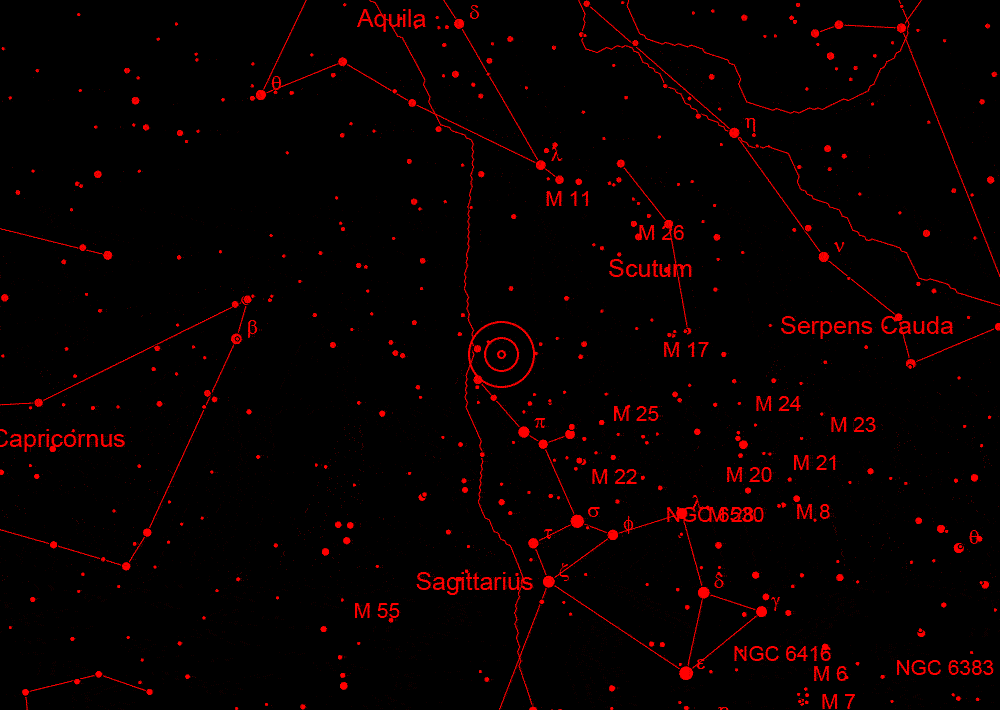 Aquila
δ
θ
η
λ
M 11
M 26
ν
Scutum
β
Serpens Cauda
M 17
M 24
M 25
π
M 23
Capricornus
M 21
M 22
M 20
λ
σ
M 8
φ
τ
θ
ζ
Sagittarius
δ
γ
M 55
NGC 6416
ε
NGC 6383
M 6
M 7
η